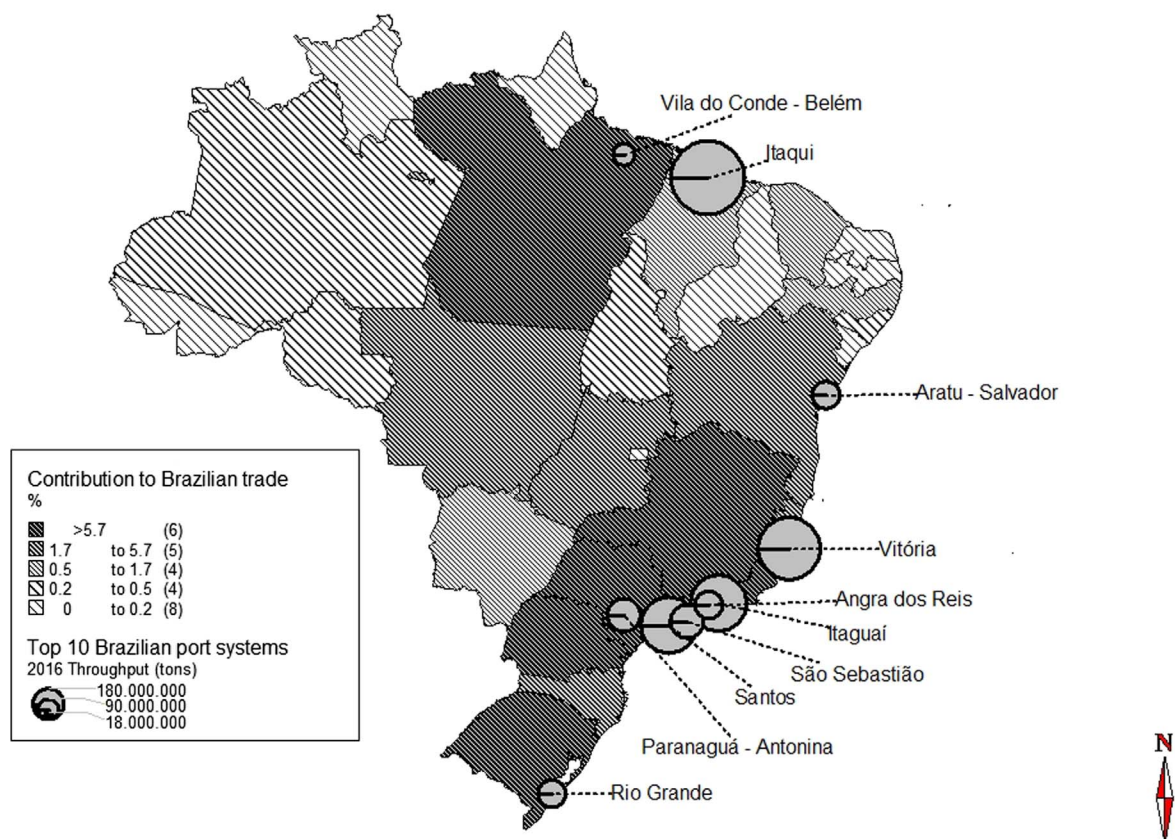 Vila do Conde - Belém
Itaqui
Aratu - Salvador
Vitória
Angra dos Reis
Itaguaí
São Sebastião
Santos
Paranaguá - Antonina
Rio Grande
Contribution to Brazilian trade
%
>5.7 (6)
1.7 to 5.7 (5)
0.5 to 1.7 (4)
0.2 to 0.5 (4)
0 to 0.2 (8)
Top 10 Brazilian port systems
2016 Throughput (tons)
180.000.000
90.000.000
18.000.000
N